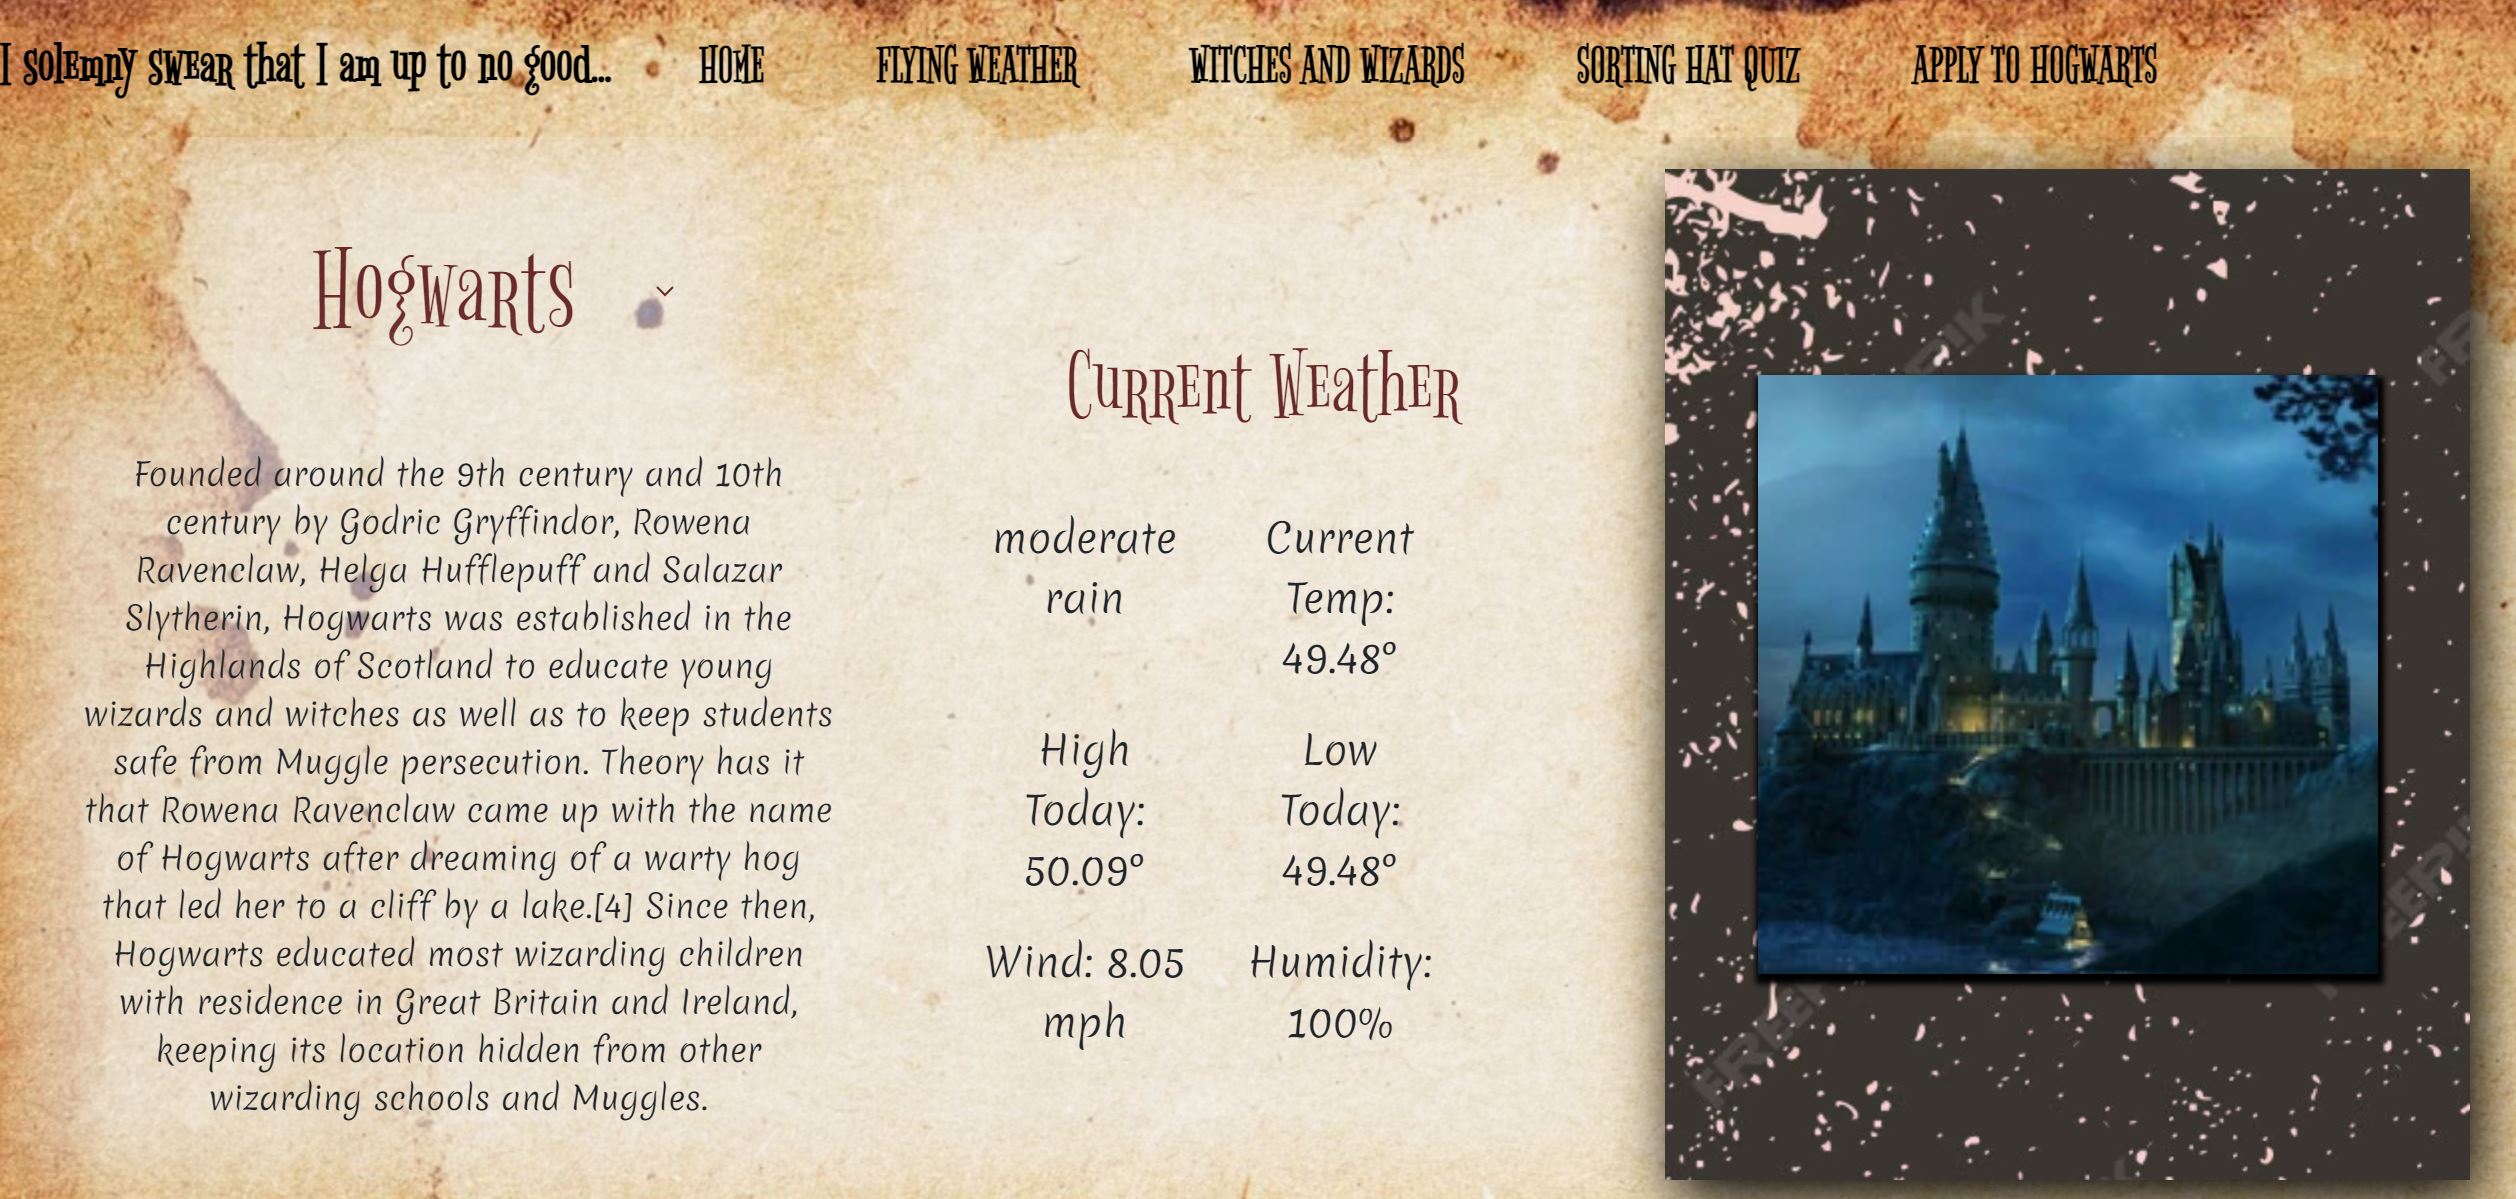 I solemny swear that I am up to no good...
HOME
FLYING WEATHER
WITCHES AND WIZARDS
SORTING HAT QUIZ
APPLY TO HOGWARTS
Hogwarts
Founded around the 9th century and 10th
century by Godric Gryffindor, Rowena
Ravenclaw, Helga Hufflepuff and Salazar
Slytherin, Hogwarts was established in the
Highlands of Scotland to educate young
wizards and witches as well as to keep students
safe from Muggle persecution. Theory has it
that Rowena Ravenclaw came up with the name
of Hogwarts after dreaming of a warty hog
that led her to a cliff by a lake.[4] Since then,
Hogwarts educated most wizarding children
with residence in Great Britain and Ireland,
keeping its location hidden from other
wizarding schools and Muggles.
Current Weather
moderate
rain
Current
Temp:
49.48°
High
Today:
50.09°
Low
Today:
49.48°
Wind: 8.05
mph
Humidity:
100%